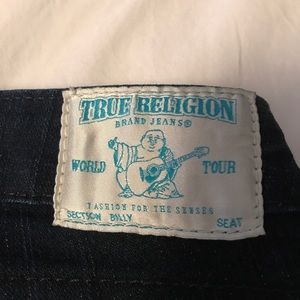 TRUE RELIGION
BRAND JEANS®
WORLD TOUR
FASHION FOR THE SENSES
SECTION BILLY SEAT